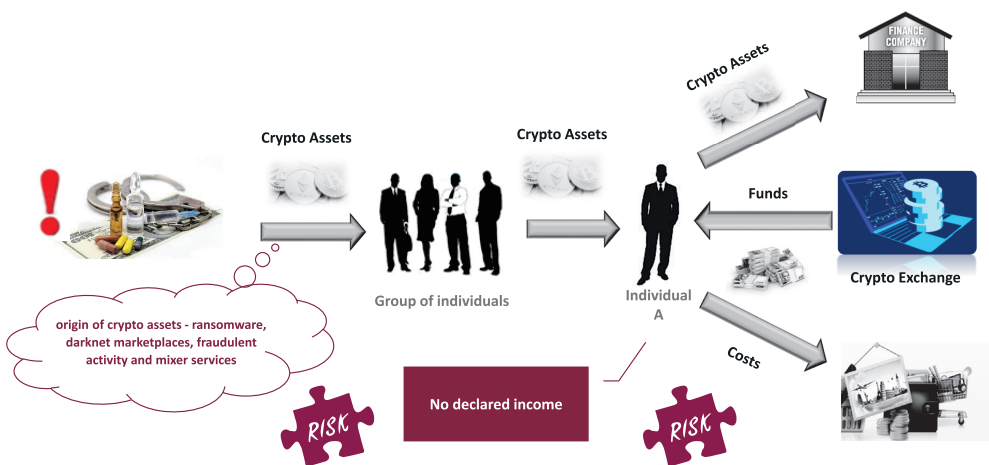 FINANCE
COMPANY
Crypto Assets
Crypto Assets
Crypto Assets
Funds
Crypto Exchange
Group of individuals
Individual
A
origin of crypto assets - ransomware,
darknet marketplaces, fraudulent
activity and mixer services
Costs
No declared income
RISK
RISK